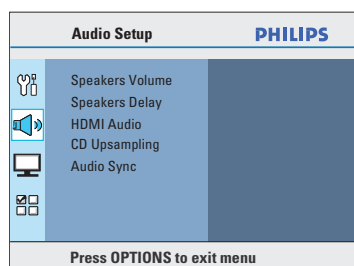 Audio Setup PHILIPS
Speakers Volume
Speakers Delay
HDMI Audio
CD Upsampling
Audio Sync
Press OPTIONS to exit menu